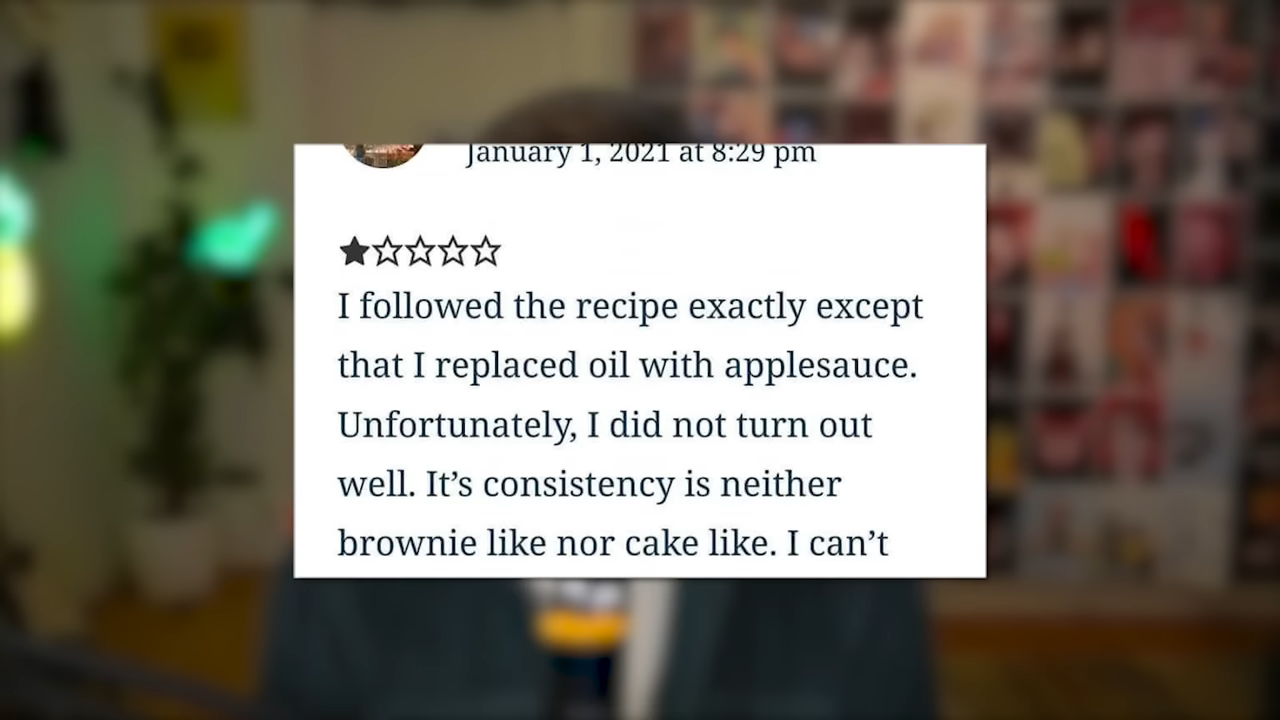 January 1, 2021 at 8:29 pm
I followed the recipe exactly except
that I replaced oil with applesauce.
Unfortunately, I did not turn out
well. It’s consistency is neither
brownie like nor cake like. I can’t